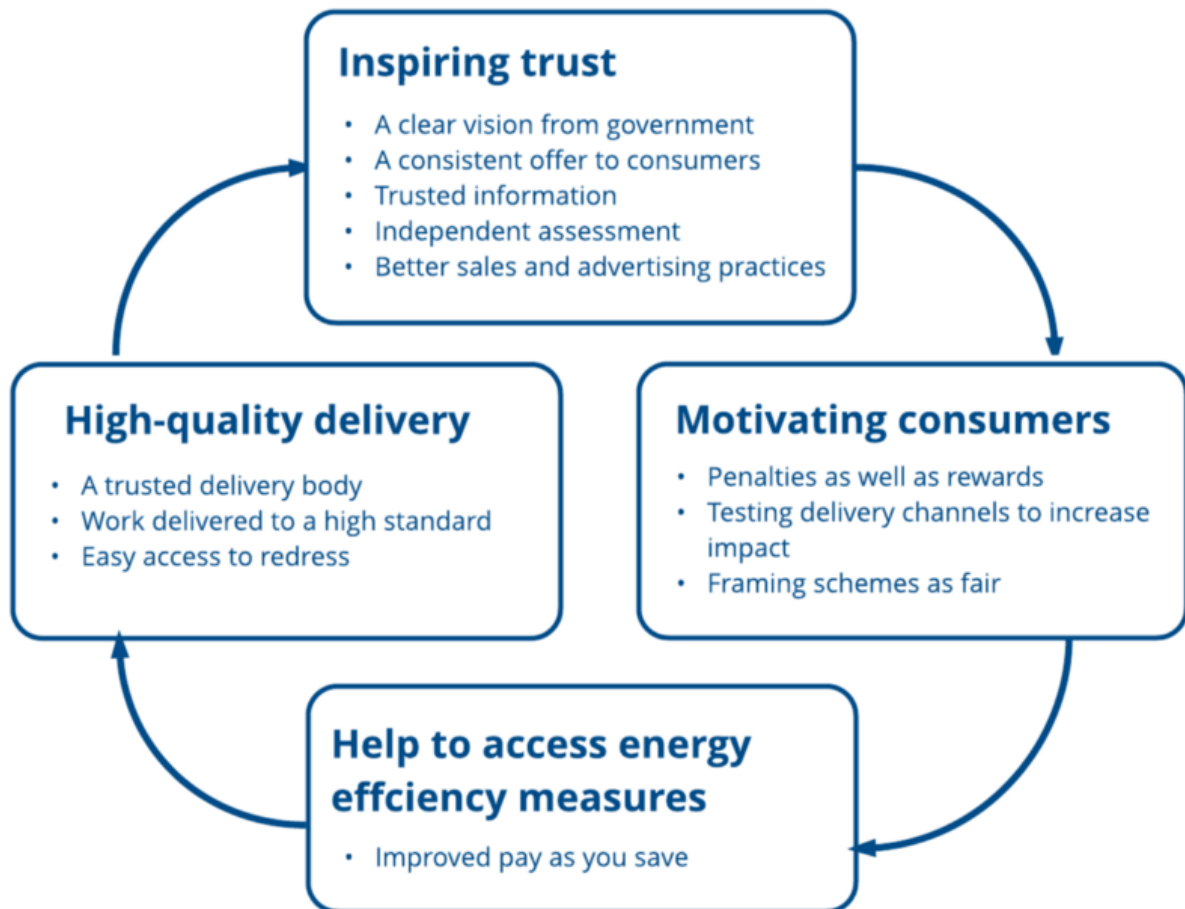 Inspiring trust
• A clear vision from government
• A consistent offer to consumers
• Trusted information
• Independent assessment
• Better sales and advertising practices
High-quality delivery
• A trusted delivery body
• Work delivered to a high standard
• Easy access to redress
Motivating consumers
• Penalties as well as rewards
• Testing delivery channels to increase
impact
• Framing schemes as fair
Help to access energy
effciency measures
• Improved pay as you save